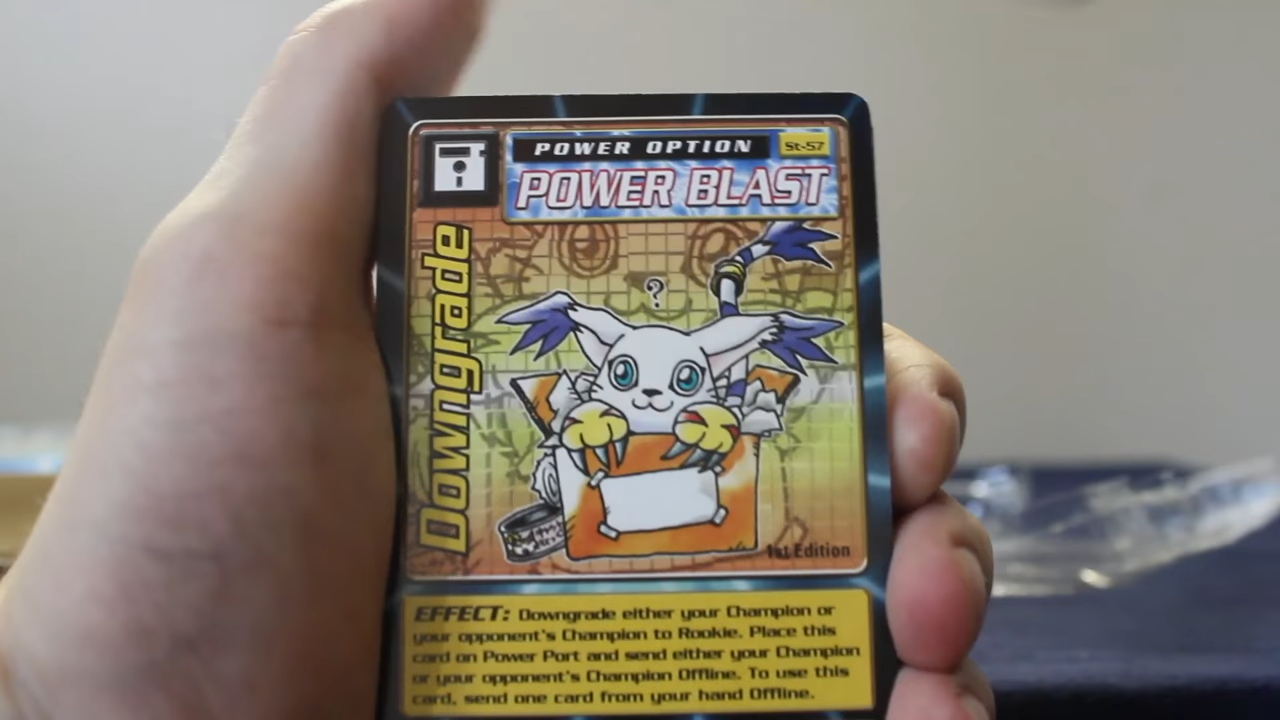 POWER OPTION St-57
POWER BLAST
Downgrade
?
1st Edition
EFFECT: Downgrade either your Champion or
your opponent's Champion to Rookie. Place this
card on Power Port and send either your Champion
or your opponent's Champion Offline. To use this
card, send one card from your hand Offline.